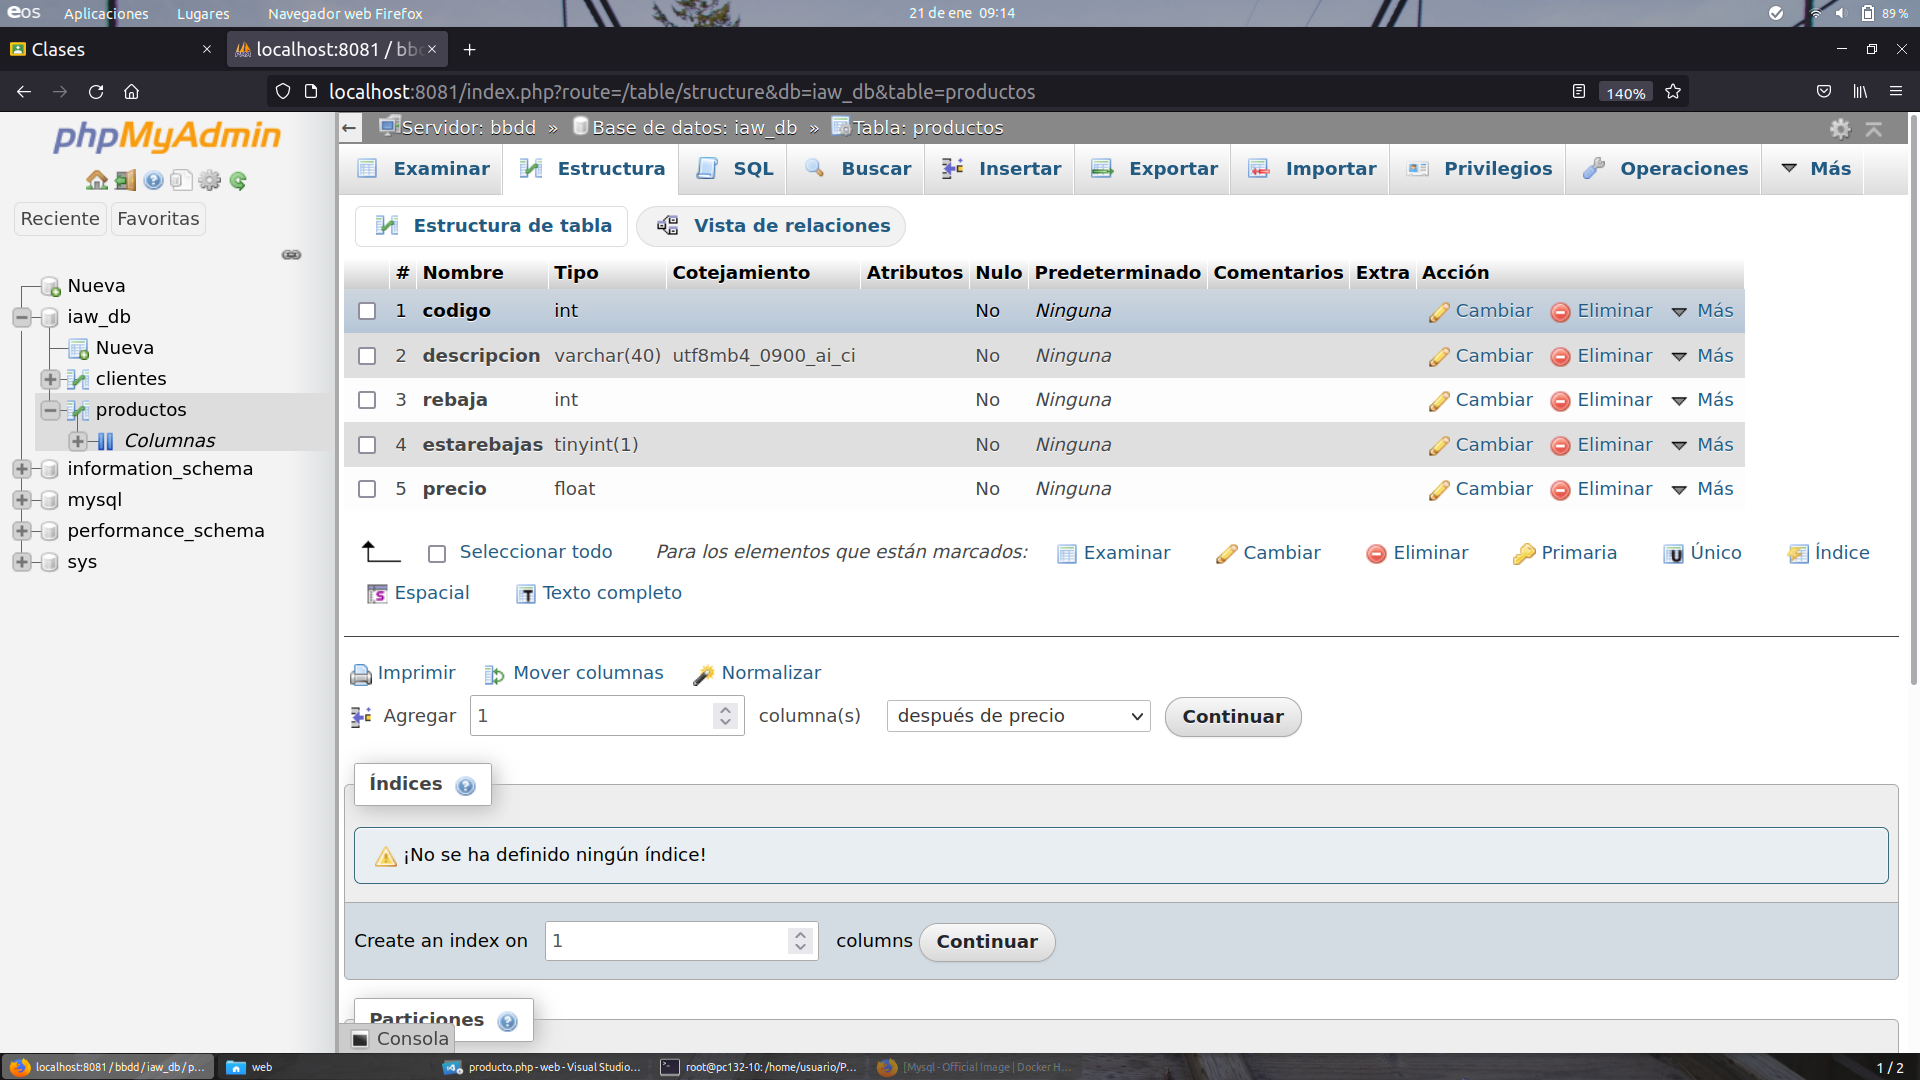 eos Aplicaciones Lugares Navegador web Firefox 21 de ene 09:14 89 %
Clases localhost:8081 / bb
localhost:8081/index.php?route=/table/structure&db=iaw_db&table=productos 140%
phpMyAdmin
Reciente Favoritas
Nueva
iaw_db
Nueva
clientes
productos
Columnas
information_schema
mysql
performance_schema
sys
Servidor: bbdd » Base de datos: iaw_db » Tabla: productos
Examinar Estructura SQL Buscar Insertar Exportar Importar Privilegios Operaciones Más
Estructura de tabla Vista de relaciones
# Nombre Tipo Cotejamiento Atributos Nulo Predeterminado Comentarios Extra Acción
1 codigo int No Ninguna Cambiar Eliminar Más
2 descripcion varchar(40) utf8mb4_0900_ai_ci No Ninguna Cambiar Eliminar Más
3 rebaja int No Ninguna Cambiar Eliminar Más
4 estarebajas tinyint(1) No Ninguna Cambiar Eliminar Más
5 precio float No Ninguna Cambiar Eliminar Más
Seleccionar todo Para los elementos que están marcados: Examinar Cambiar Eliminar Primaria Único Índice
Espacial Texto completo
Imprimir Mover columnas Normalizar
Agregar 1 columna(s) después de precio Continuar
Índices
¡No se ha definido ningún índice!
Create an index on 1 columns Continuar
Particiones
Consola
localhost:8081 / bbdd / iaw_db / p... web producto.php - web - Visual Studio... root@pc132-10: /home/usuario/P... [Mysql - Official Image | Docker H... 1 / 2